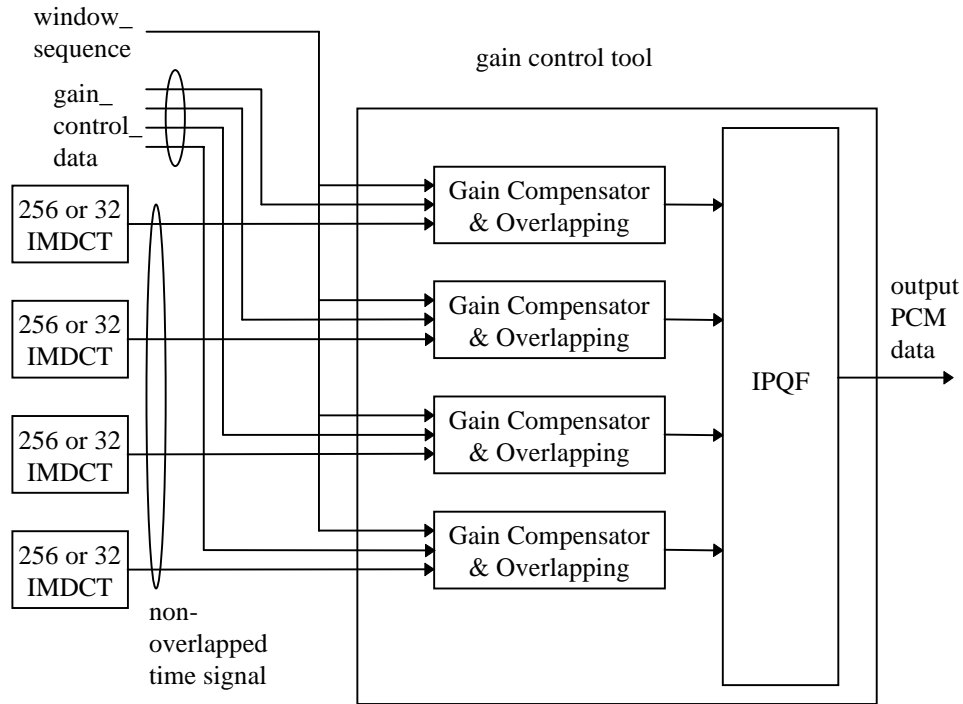 window_
sequence
gain control tool
gain_
control_
data
256 or 32
IMDCT
Gain Compensator
& Overlapping
256 or 32
IMDCT
Gain Compensator
& Overlapping
output
PCM
data
IPQF
256 or 32
IMDCT
Gain Compensator
& Overlapping
256 or 32
IMDCT
Gain Compensator
& Overlapping
non-
overlapped
time signal